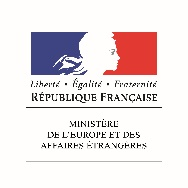 Liberté • Égalité • Fraternité
RÉPUBLIQUE FRANÇAISE
MINISTÈRE
DE L'EUROPE ET DES
AFFAIRES ÉTRANGÈRES